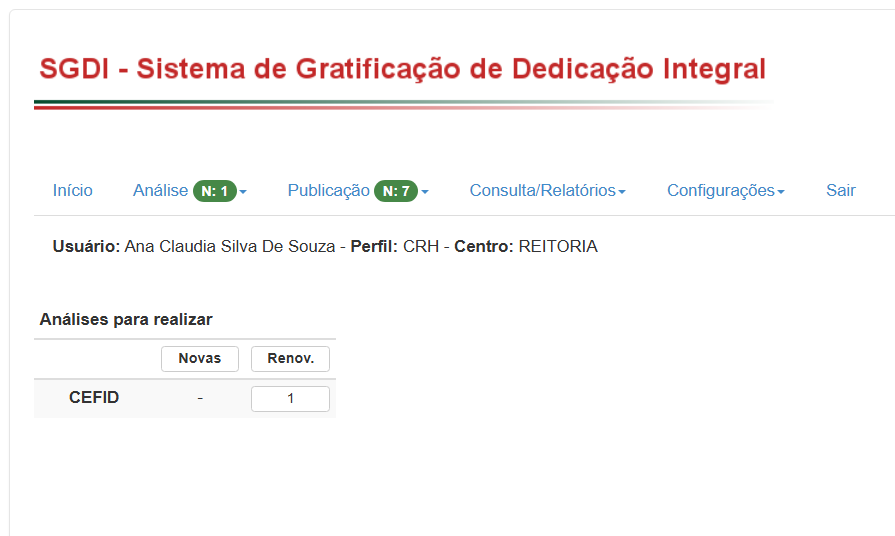 SGDI - Sistema de Gratificação de Dedicação Integral
Início Análise N: 1 Publicação N: 7 Consulta/Relatórios Configurações Sair
Usuário: Ana Claudia Silva De Souza - Perfil: CRH - Centro: REITORIA
Análises para realizar
Novas Renov.
CEFID - 1